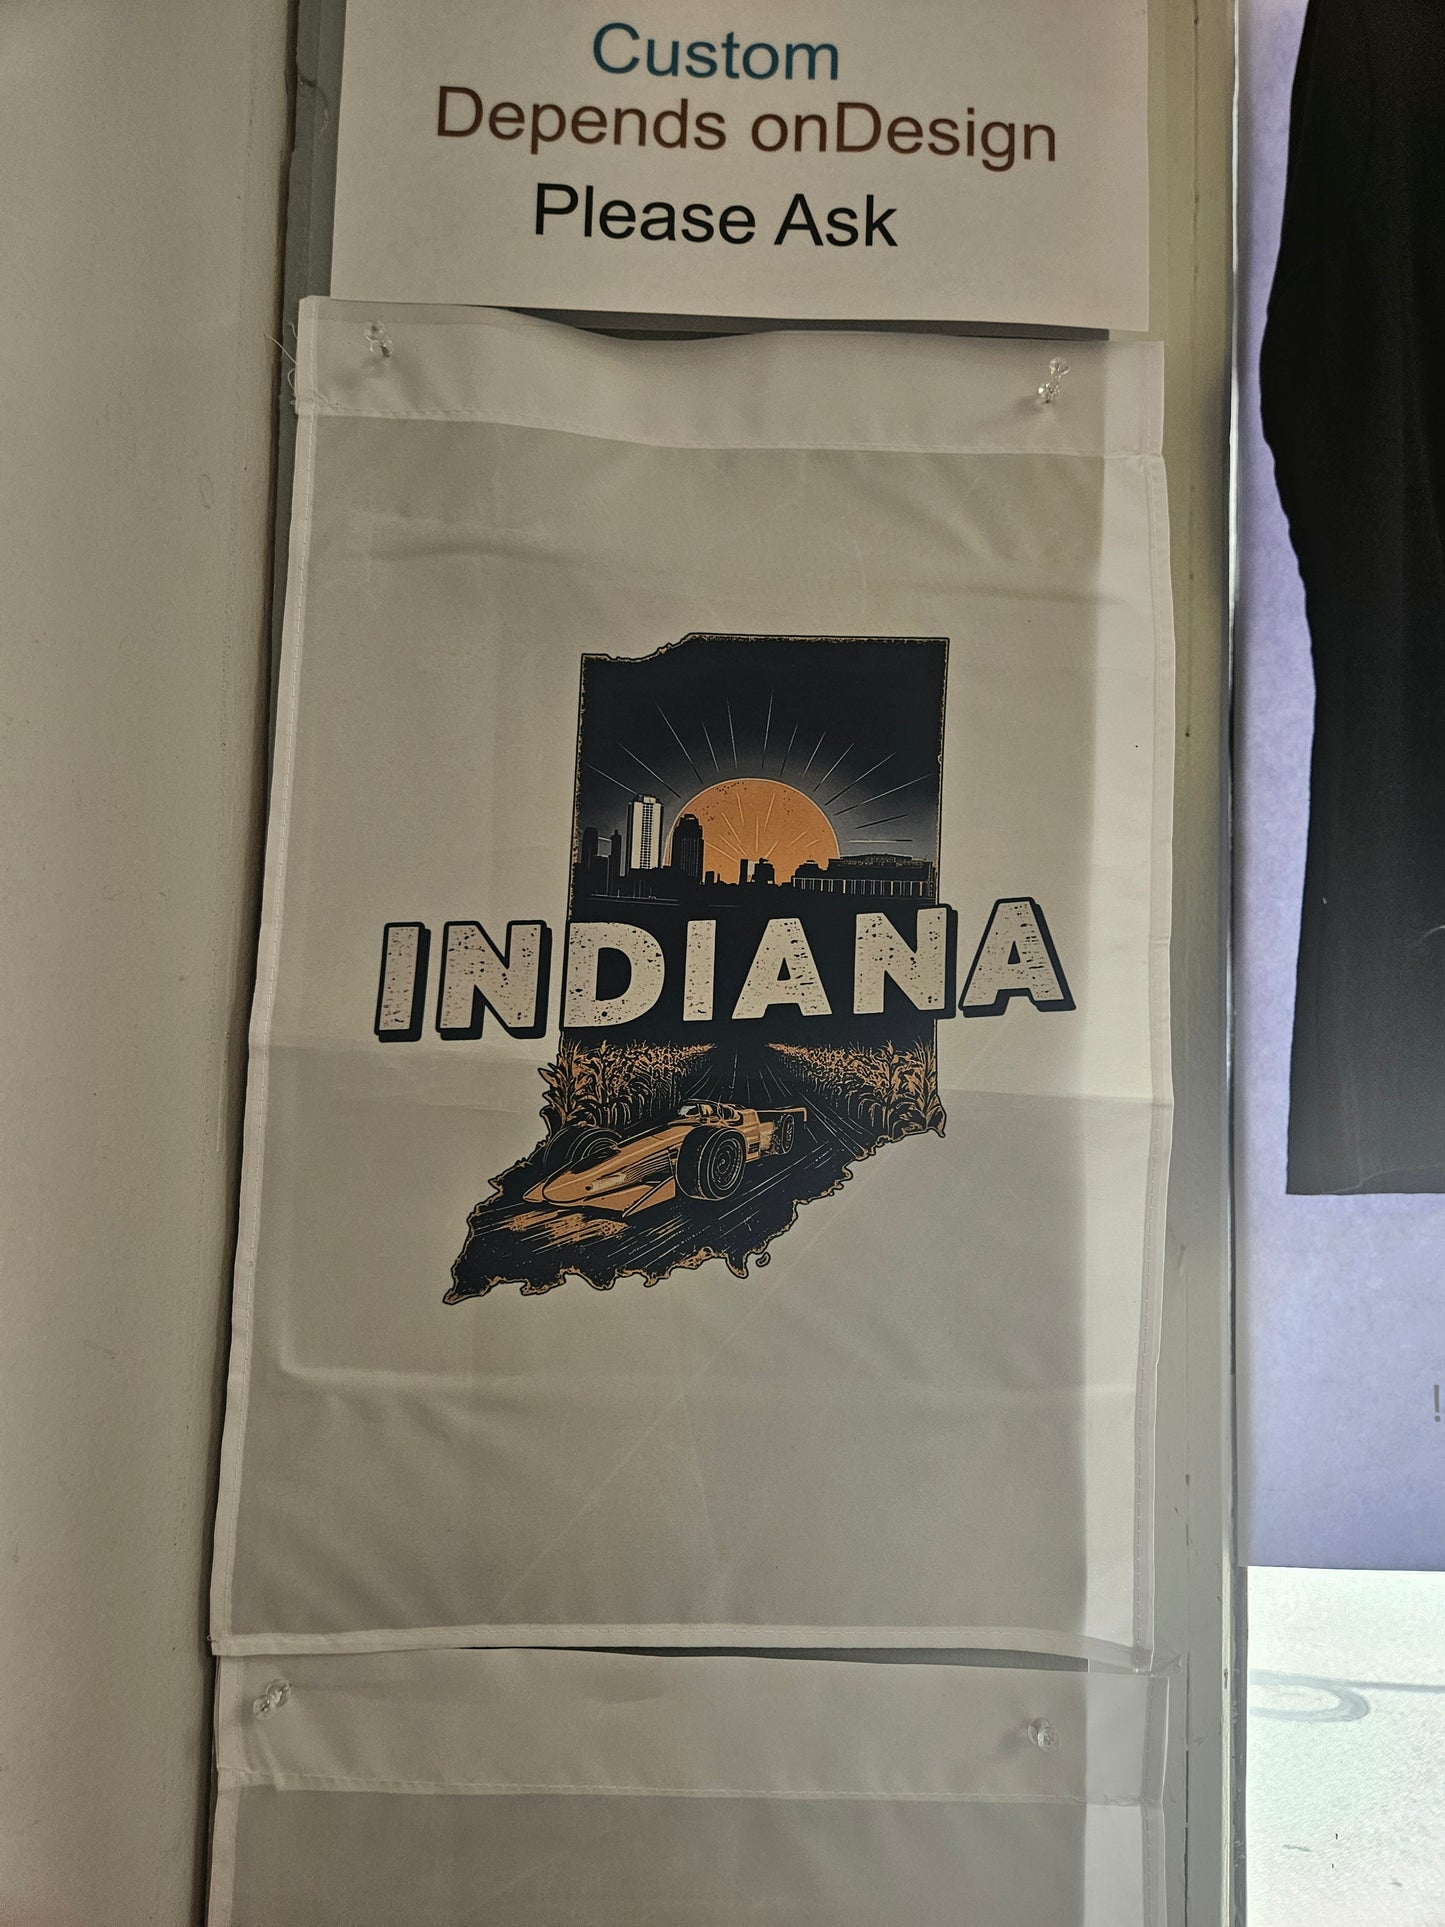 Custom
Depends onDesign
Please Ask
INDIANA
!